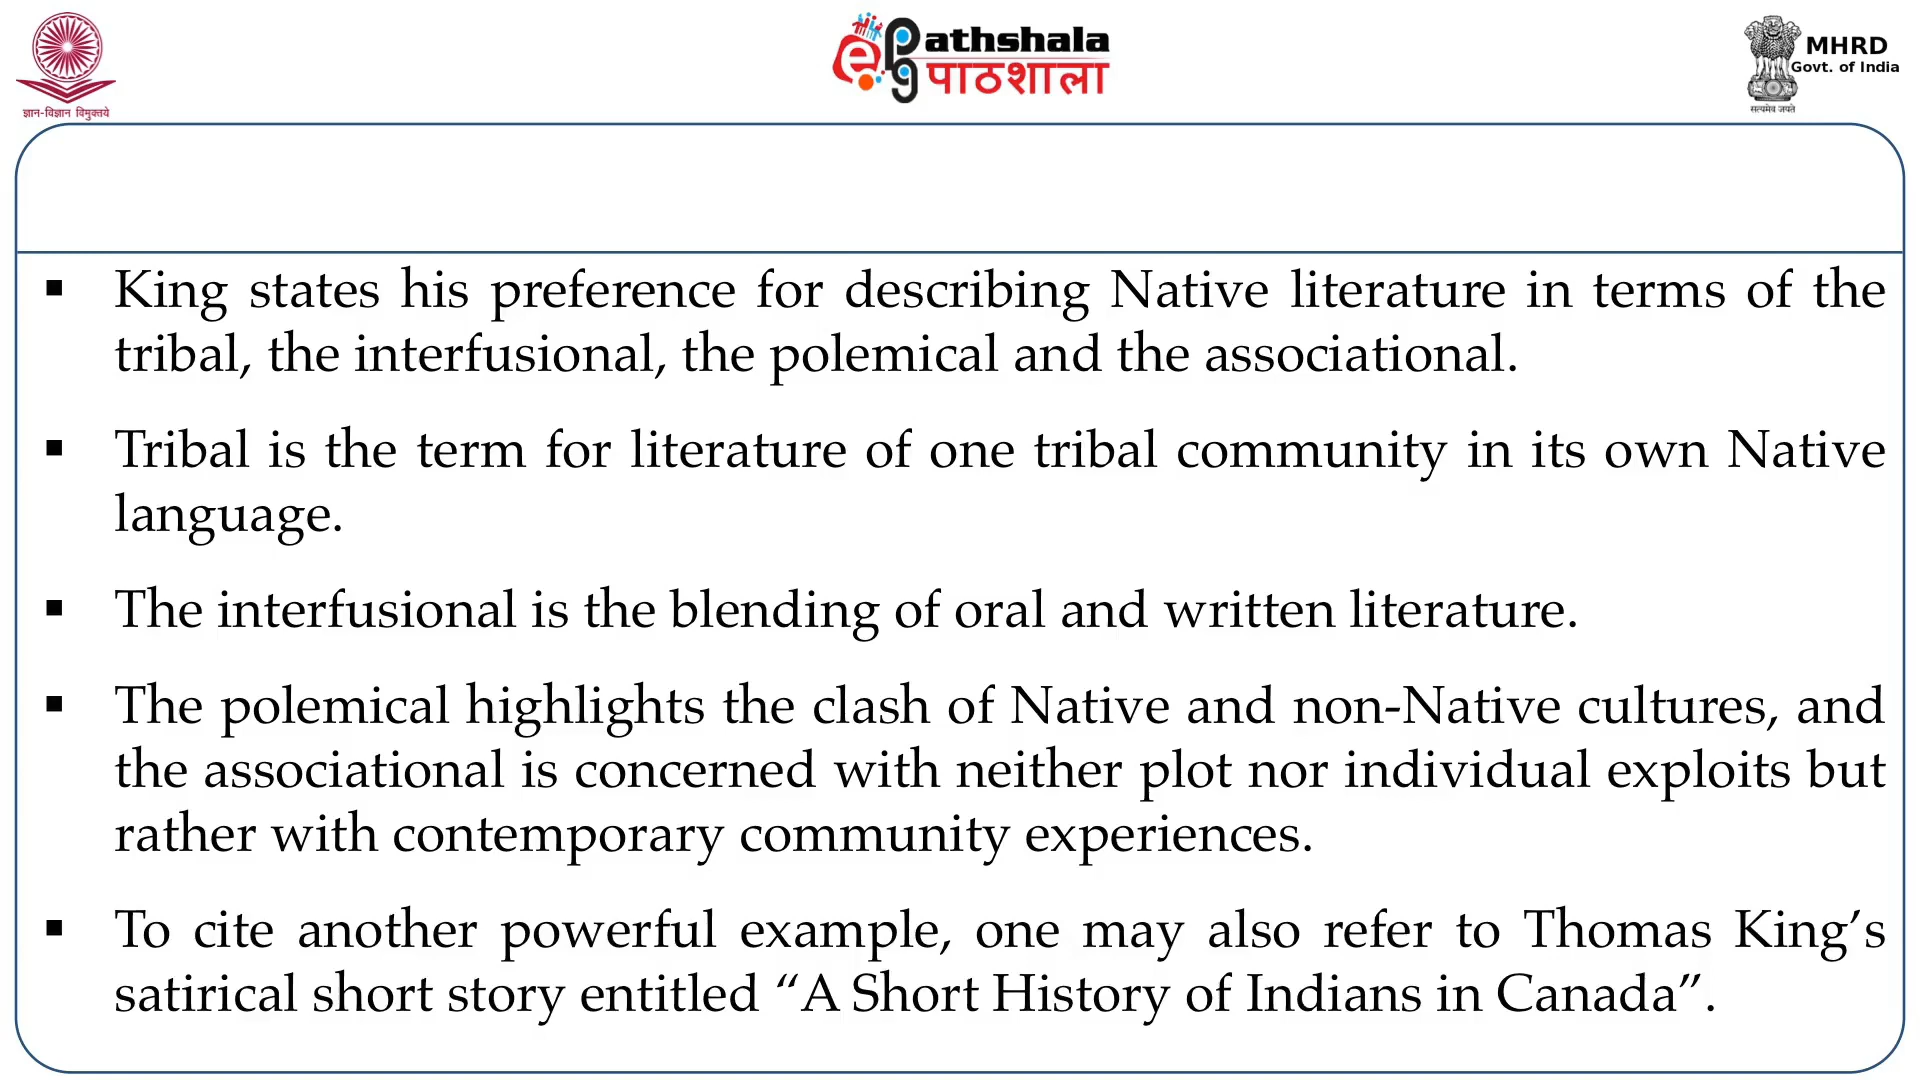 ज्ञान-विज्ञान विमुक्तये
e PG Pathshala
पाठशाला
MHRD
Govt. of India
सत्यमेव जयते
▪ King states his preference for describing Native literature in terms of the
tribal, the interfusional, the polemical and the associational.
▪ Tribal is the term for literature of one tribal community in its own Native
language.
▪ The interfusional is the blending of oral and written literature.
▪ The polemical highlights the clash of Native and non-Native cultures, and
the associational is concerned with neither plot nor individual exploits but
rather with contemporary community experiences.
▪ To cite another powerful example, one may also refer to Thomas King’s
satirical short story entitled “A Short History of Indians in Canada”.